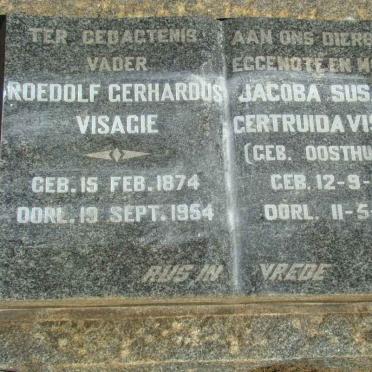 TER GEDAGTENIS
VADER
ROEDOLF GERHARDUS
VISAGIE
GEB. 15 FEB. 1874
OORL. 19 SEPT. 1954
AAN ONS DIERB
EGGENOTE EN M
JACOBA SUS
GERTRUIDA VIS
(GEB. OOSTHU
GEB. 12-9-
OORL. 11-5-
RUS IN VREDE